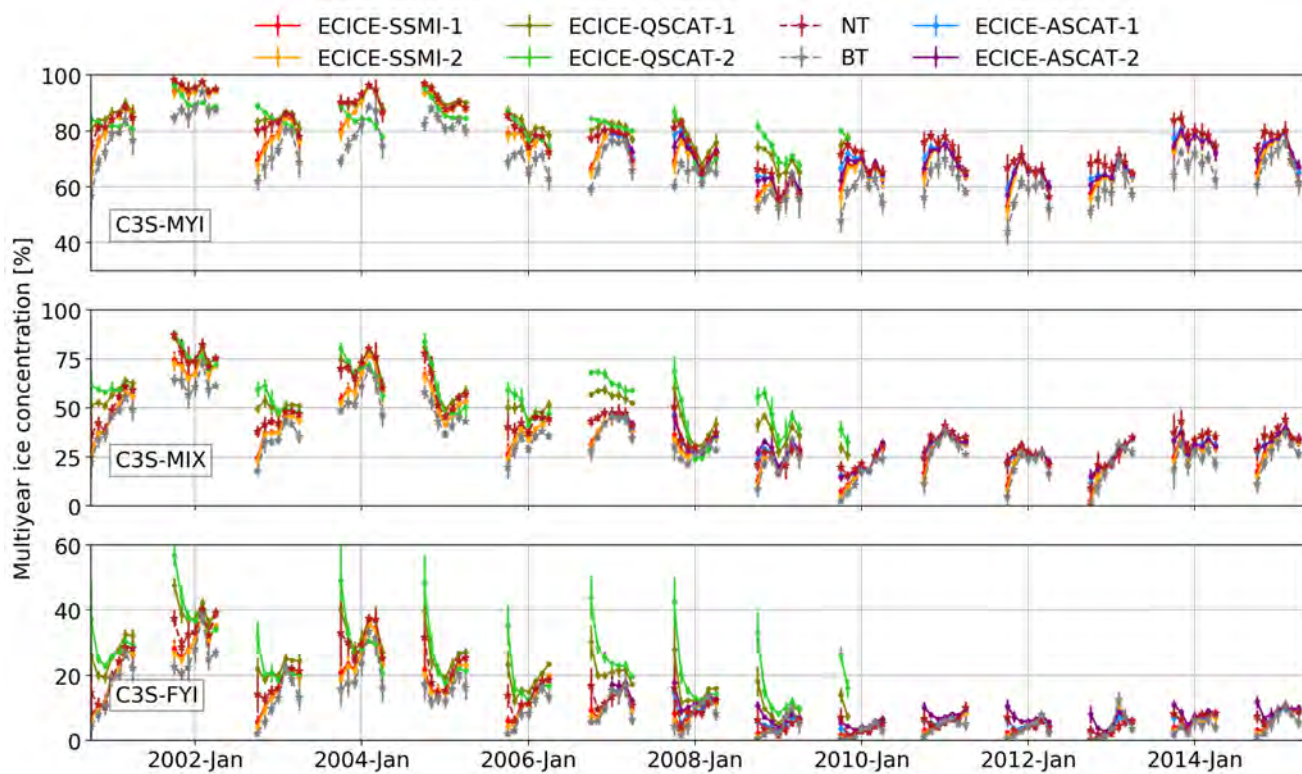 ECICE-SSMI-1 ECICE-QSCAT-1 NT ECICE-ASCAT-1
ECICE-SSMI-2 ECICE-QSCAT-2 BT ECICE-ASCAT-2
Multiyear ice concentration [%]
100
80
60
40
C3S-MYI
100
75
50
25
0
C3S-MIX
60
40
20
0
C3S-FYI
2002-Jan 2004-Jan 2006-Jan 2008-Jan 2010-Jan 2012-Jan 2014-Jan